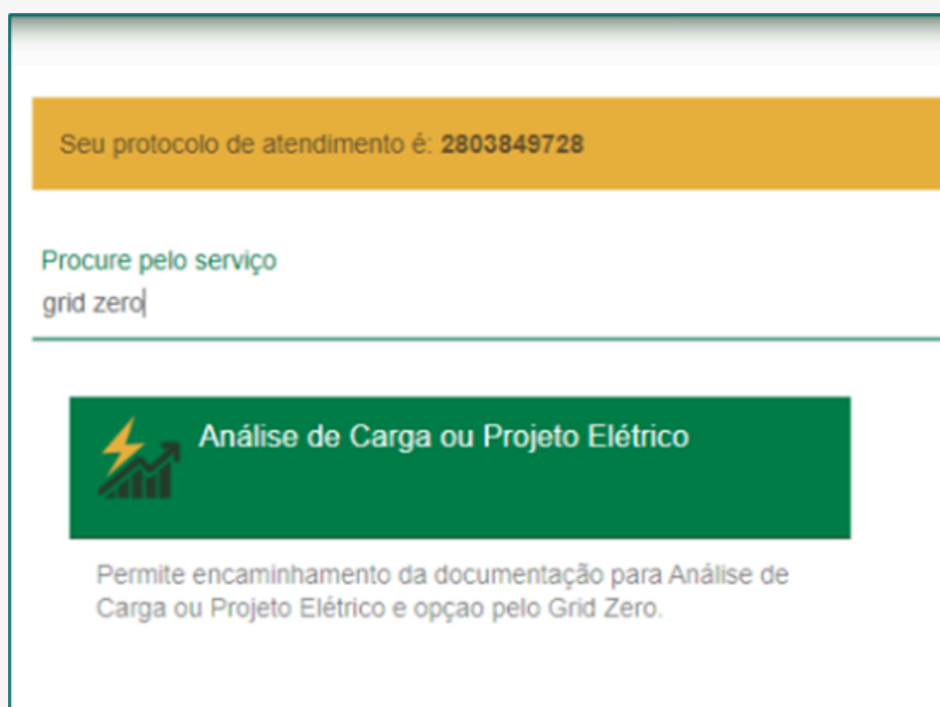 Seu protocolo de atendimento é: 2803849728
Procure pelo serviço
grid zero
Análise de Carga ou Projeto Elétrico
Permite encaminhamento da documentação para Análise de
Carga ou Projeto Elétrico e opçao pelo Grid Zero.